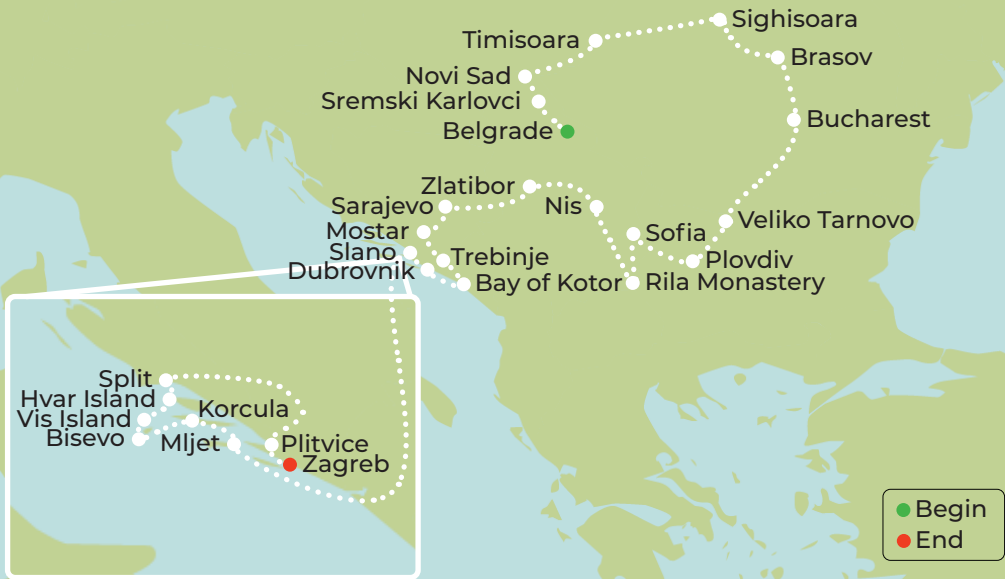 Sighisoara
Timisoara
Brasov
Novi Sad
Sremski Karlovci
Bucharest
Belgrade
Zlatibor
Sarajevo
Nis
Veliko Tarnovo
Mostar
Sofia
Slano
Trebinje
Plovdiv
Dubrovnik
Bay of Kotor
Rila Monastery
Split
Hvar Island
Korcula
Vis Island
Bisevo
Mljet
Plitvice
Zagreb
Begin
End